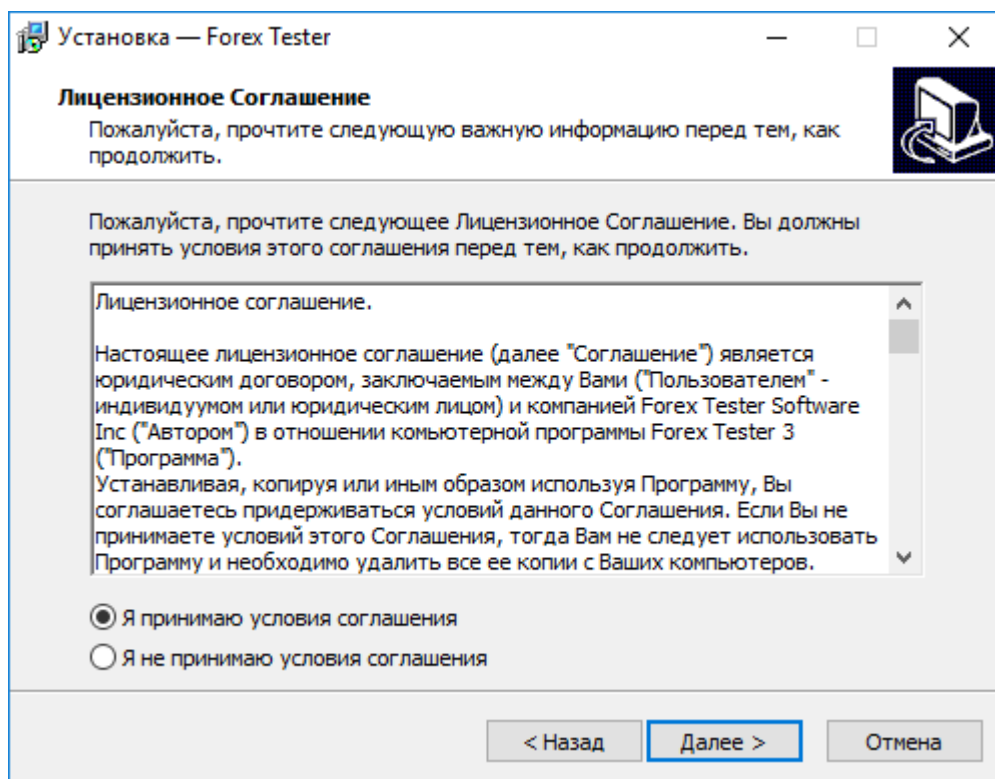 Установка — Forex Tester
Лицензионное Соглашение
Пожалуйста, прочтите следующую важную информацию перед тем, как
продолжить.
Пожалуйста, прочтите следующее Лицензионное Соглашение. Вы должны
принять условия этого соглашения перед тем, как продолжить.
Лицензионное соглашение.
Настоящее лицензионное соглашение (далее "Соглашение") является
юридическим договором, заключаемым между Вами ("Пользователем" -
индивидуумом или юридическим лицом) и компанией Forex Tester Software
Inc ("Автором") в отношении комьютерной программы Forex Tester 3
("Программа").
Устанавливая, копируя или иным образом используя Программу, Вы
соглашаетесь придерживаться условий данного Соглашения. Если Вы не
принимаете условий этого Соглашения, тогда Вам не следует использовать
Программу и необходимо удалить все ее копии с Ваших компьютеров.
Я принимаю условия соглашения
Я не принимаю условия соглашения
< Назад
Далее >
Отмена